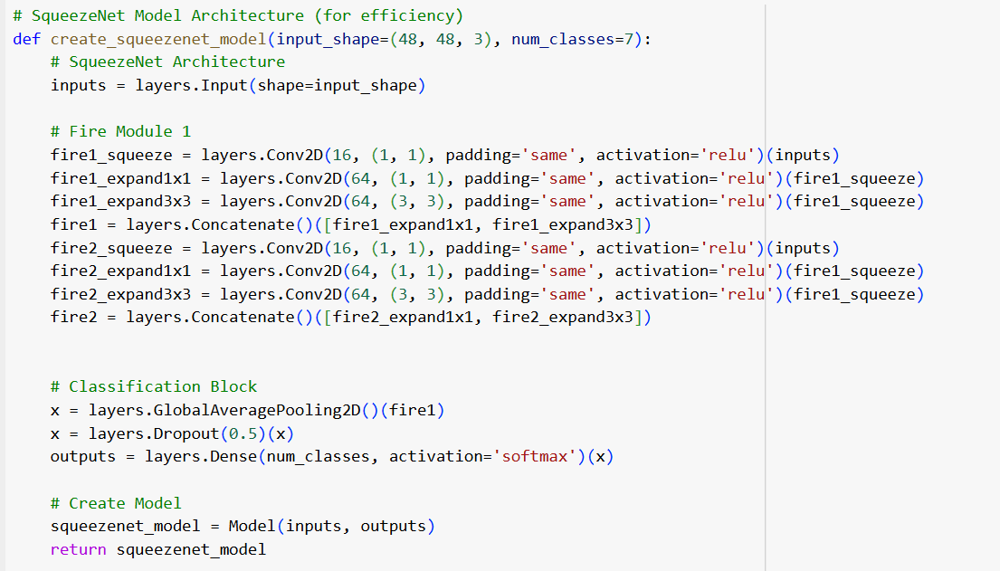 # SqueezeNet Model Architecture (for efficiency)
def create_squeezenet_model(input_shape=(48, 48, 3), num_classes=7):
    # SqueezeNet Architecture
    inputs = layers.Input(shape=input_shape)

    # Fire Module 1
    fire1_squeeze = layers.Conv2D(16, (1, 1), padding='same', activation='relu')(inputs)
    fire1_expand1x1 = layers.Conv2D(64, (1, 1), padding='same', activation='relu')(fire1_squeeze)
    fire1_expand3x3 = layers.Conv2D(64, (3, 3), padding='same', activation='relu')(fire1_squeeze)
    fire1 = layers.Concatenate()([fire1_expand1x1, fire1_expand3x3])
    fire2_squeeze = layers.Conv2D(16, (1, 1), padding='same', activation='relu')(inputs)
    fire2_expand1x1 = layers.Conv2D(64, (1, 1), padding='same', activation='relu')(fire1_squeeze)
    fire2_expand3x3 = layers.Conv2D(64, (3, 3), padding='same', activation='relu')(fire1_squeeze)
    fire2 = layers.Concatenate()([fire2_expand1x1, fire2_expand3x3])


    # Classification Block
    x = layers.GlobalAveragePooling2D()(fire1)
    x = layers.Dropout(0.5)(x)
    outputs = layers.Dense(num_classes, activation='softmax')(x)

    # Create Model
    squeezenet_model = Model(inputs, outputs)
    return squeezenet_model